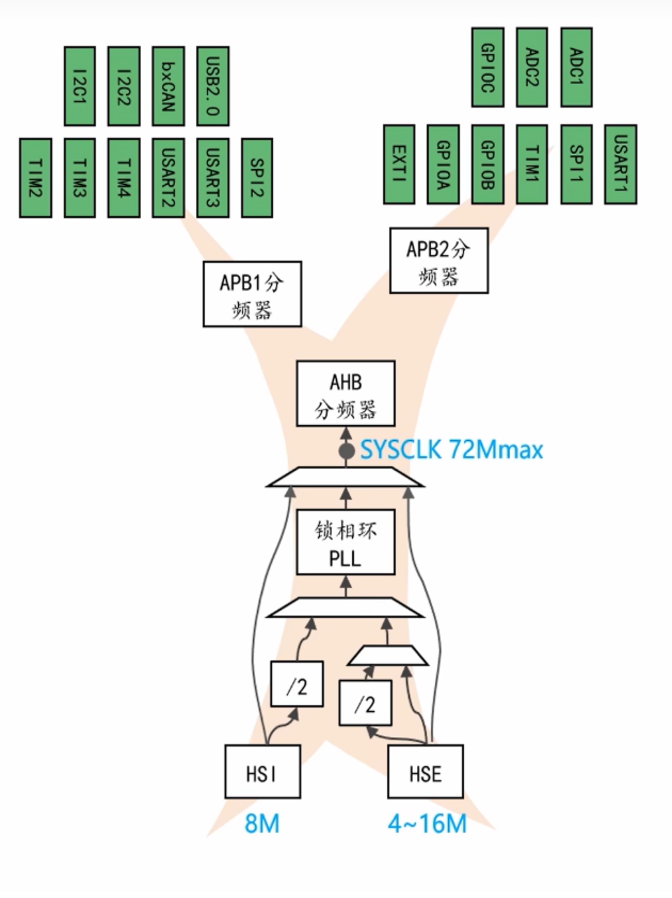 I2C1
I2C2
bxCAN
USB2.0
GPIOC
ADC2
ADC1
TIM2
TIM3
TIM4
USART2
USART3
SPI2
EXTI
GPIOA
GPIOB
TIM1
SPI1
USART1
APB1分
频器
APB2分
频器
AHB
分频器
SYSCLK 72Mmax
锁相环
PLL
/2
/2
HSI
HSE
8M
4~16M